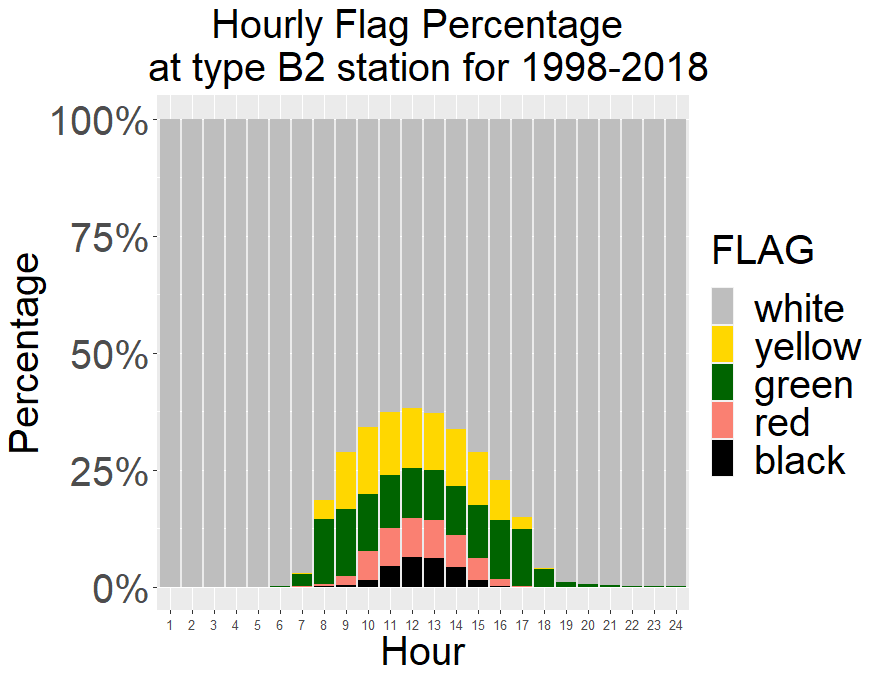 Hourly Flag Percentage
at type B2 station for 1998-2018
Percentage
100%
75%
50%
25%
0%
1 2 3 4 5 6 7 8 9 10 11 12 13 14 15 16 17 18 19 20 21 22 23 24
Hour
FLAG
white
yellow
green
red
black